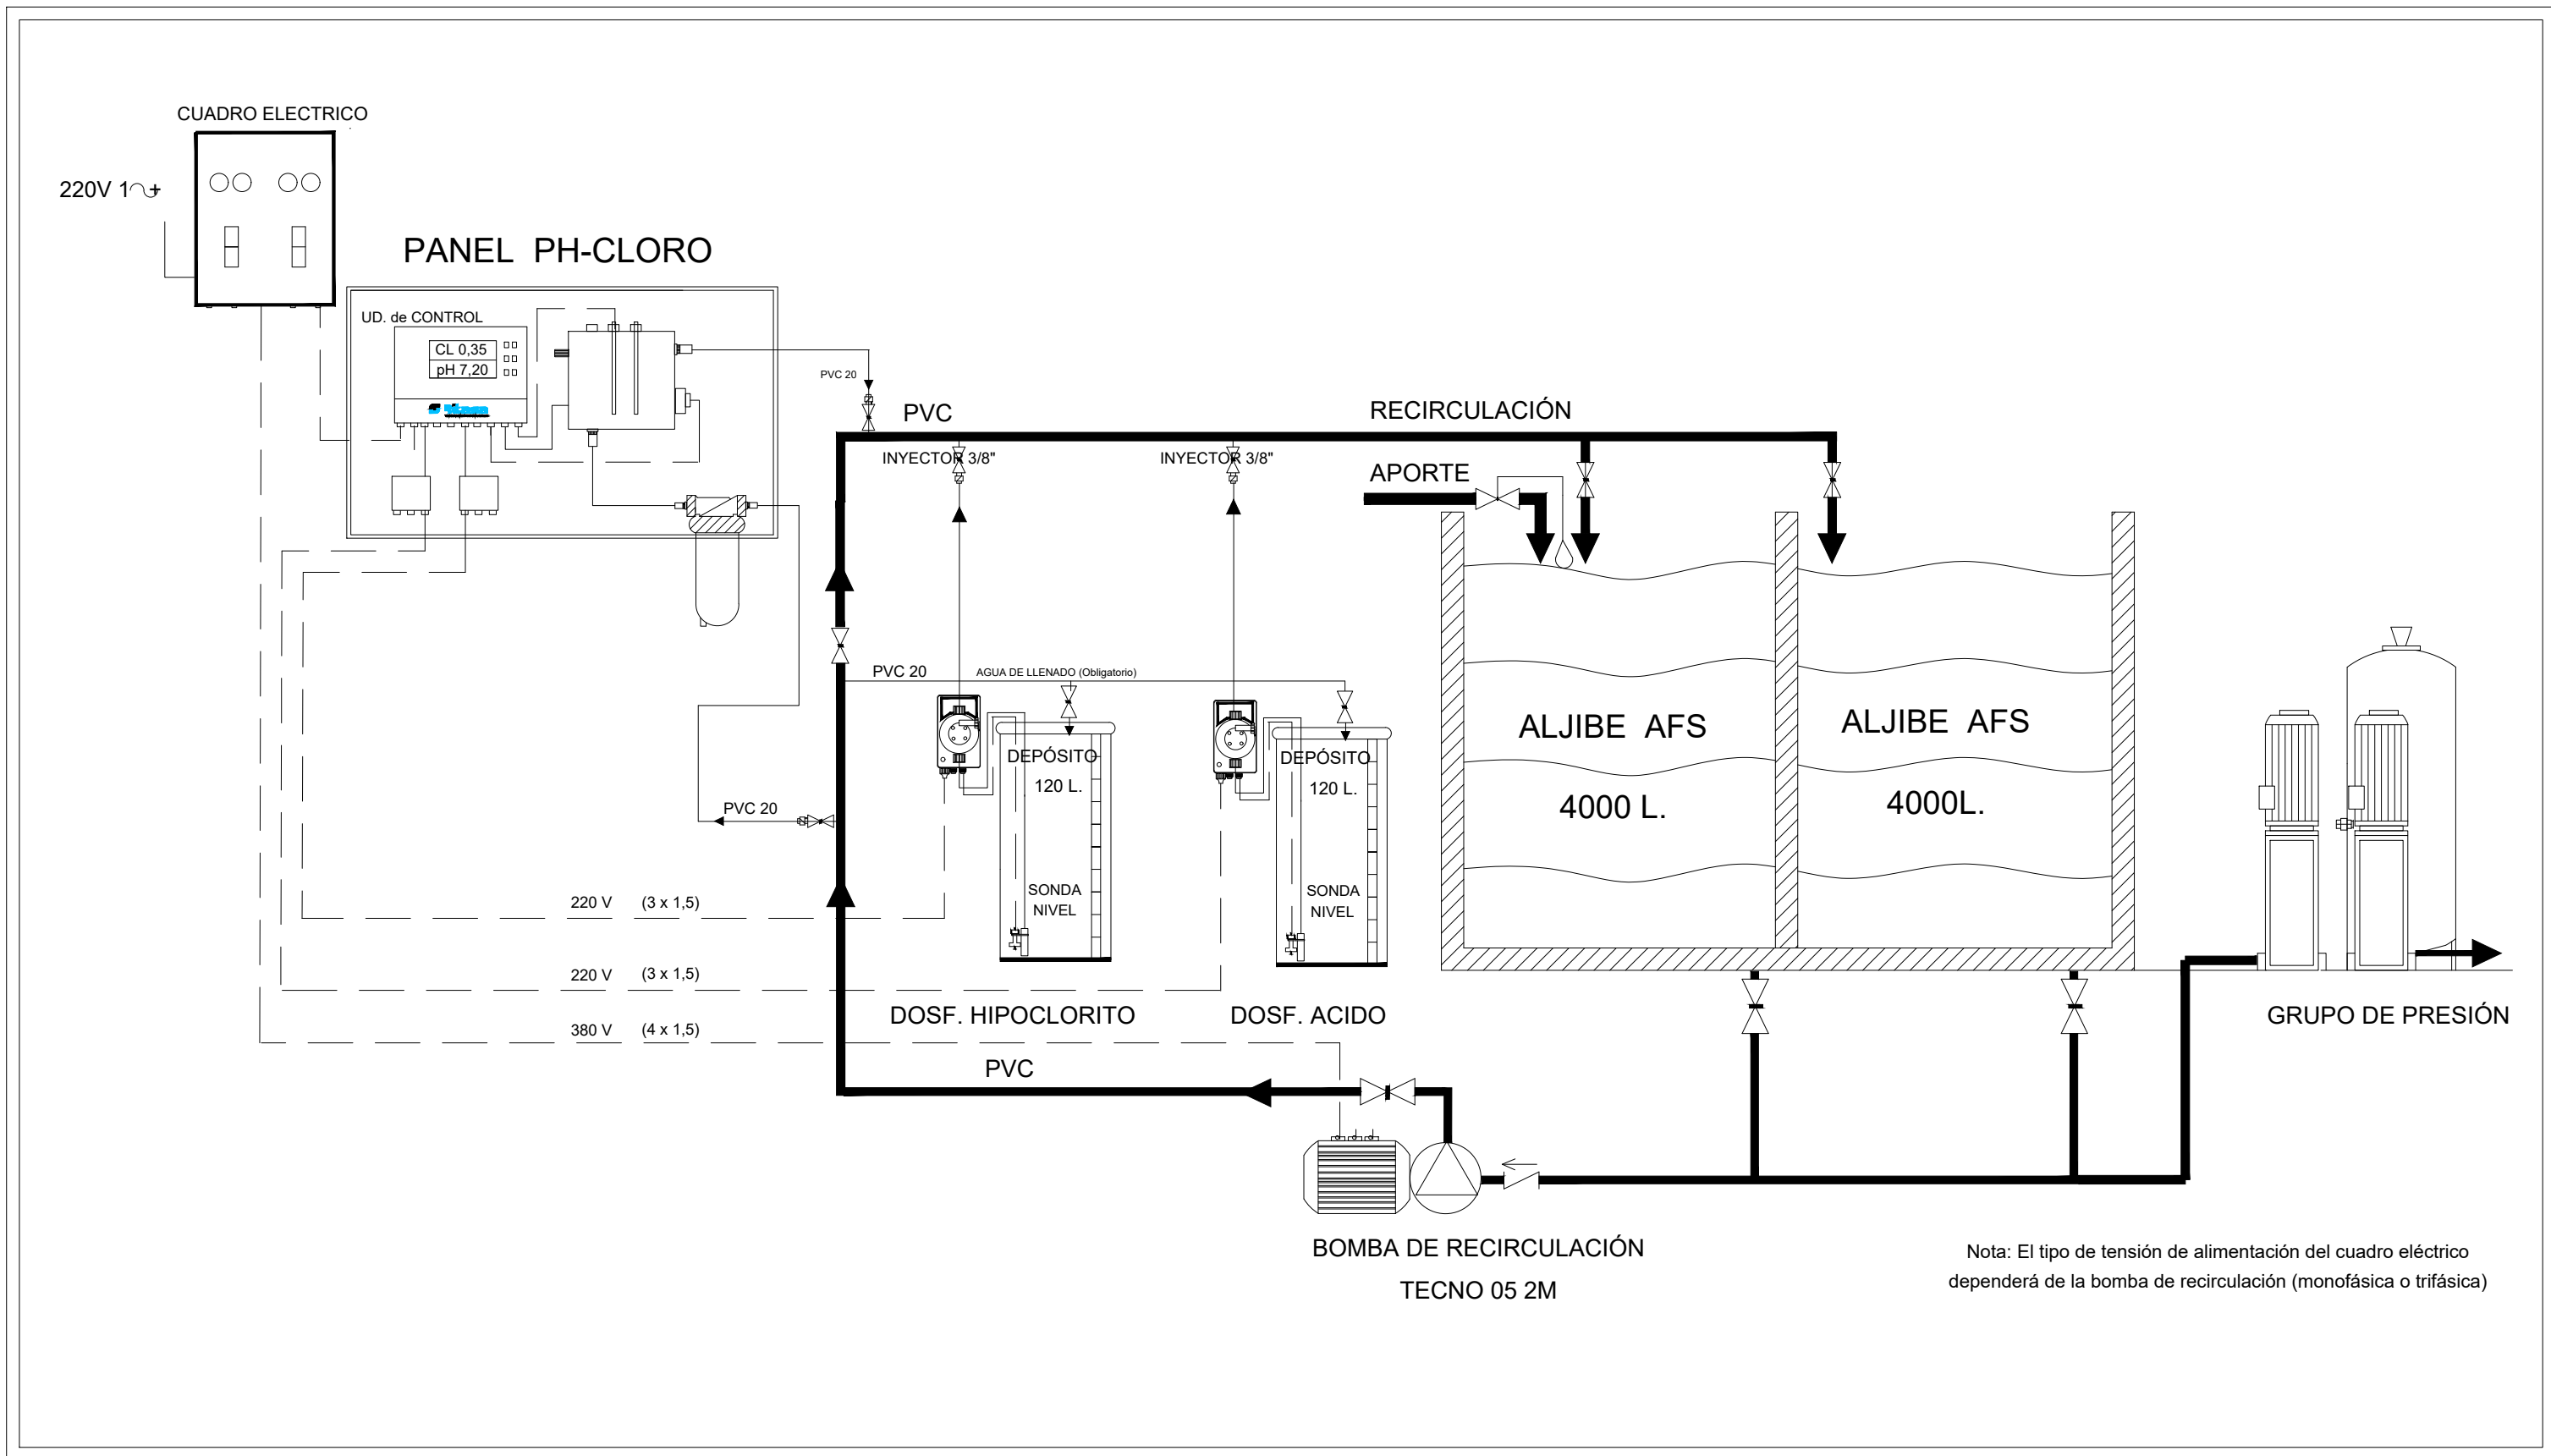 CUADRO ELECTRICO
220V 1
PANEL PH-CLORO
UD. de CONTROL
CL 0,35
pH 7,20
PVC 20
PVC
RECIRCULACIÓN
INYECTOR 3/8"
INYECTOR 3/8"
APORTE
PVC 20
AGUA DE LLENADO (Obligatorio)
DEPÓSITO
120 L.
DEPÓSITO
120 L.
ALJIBE AFS
4000 L.
ALJIBE AFS
4000L.
PVC 20
SONDA
NIVEL
SONDA
NIVEL
220 V (3 x 1,5)
220 V (3 x 1,5)
380 V (4 x 1,5)
DOSF. HIPOCLORITO
DOSF. ACIDO
GRUPO DE PRESIÓN
PVC
BOMBA DE RECIRCULACIÓN
TECNO 05 2M
Nota: El tipo de tensión de alimentación del cuadro eléctrico
dependerá de la bomba de recirculación (monofásica o trifásica)